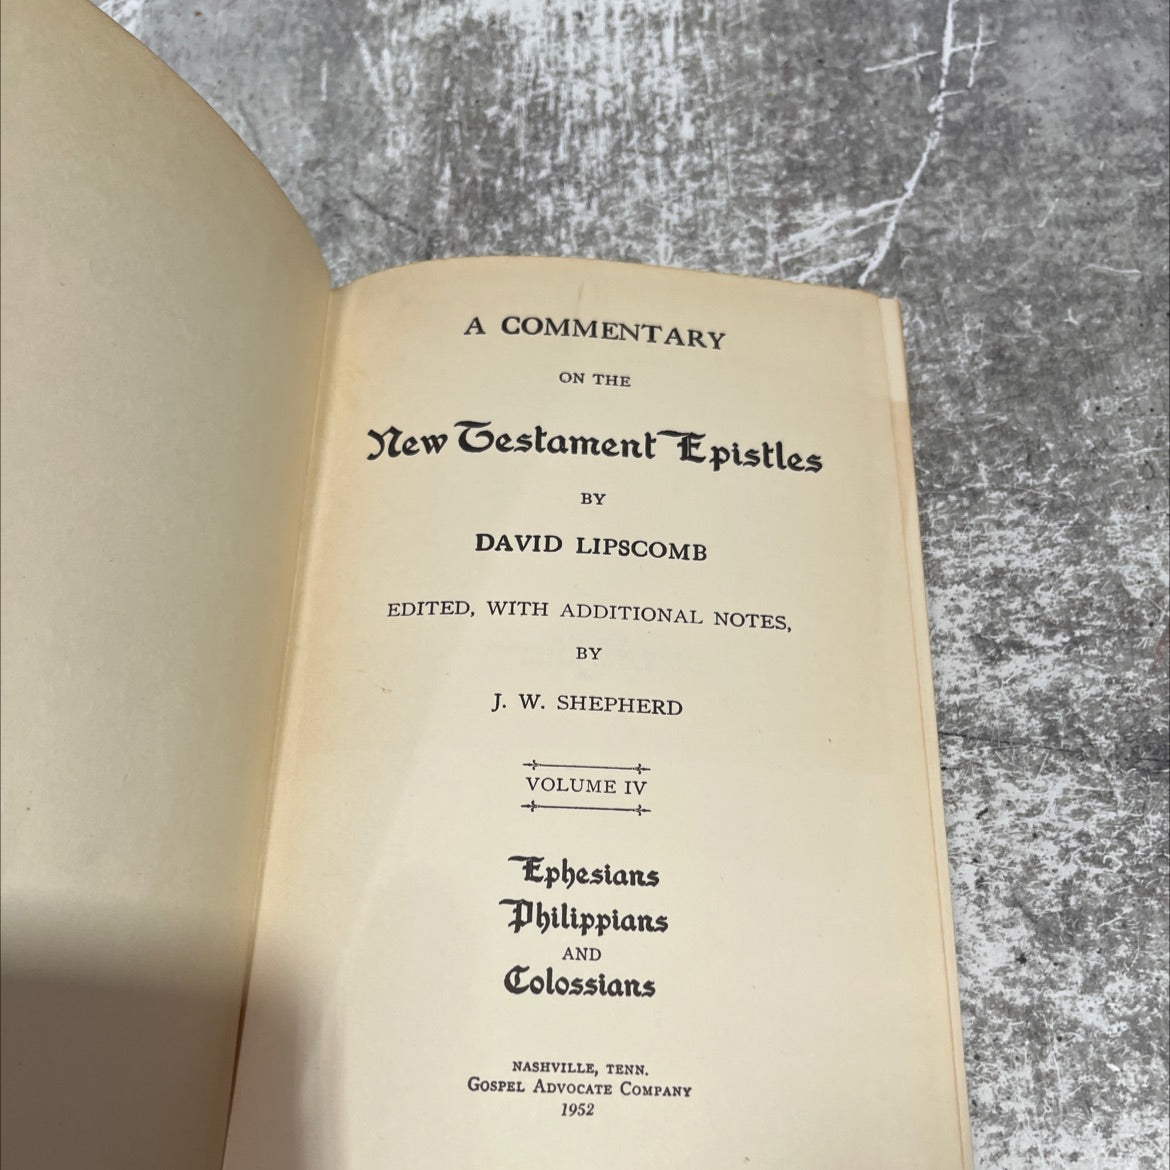 A COMMENTARY
ON THE
New Testament Epistles
BY
DAVID LIPSCOMB
EDITED, WITH ADDITIONAL NOTES,
BY
J. W. SHEPHERD
VOLUME IV
Ephesians
Philippians
AND
Colossians
NASHVILLE, TENN.
GOSPEL ADVOCATE COMPANY
1952